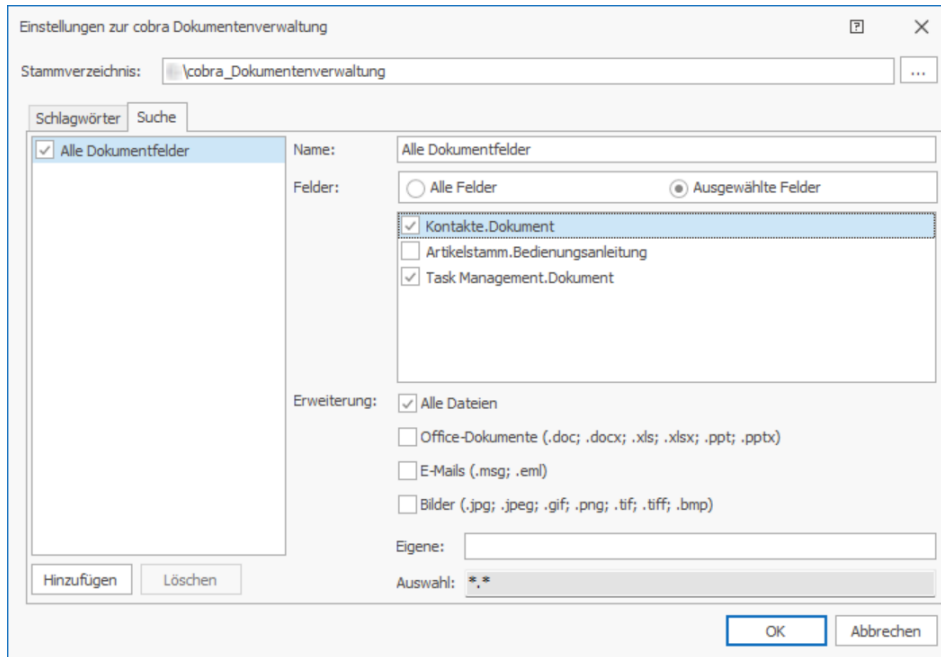 Einstellungen zur cobra Dokumentenverwaltung
Stammverzeichnis: \cobra_Dokumentenverwaltung ...
Schlagwörter Suche
Alle Dokumentfelder
Name: Alle Dokumentfelder
Felder: Alle Felder Ausgewählte Felder
Kontakte.Dokument
Artikelstamm.Bedienungsanleitung
Task Management.Dokument
Erweiterung: Alle Dateien
Office-Dokumente (.doc; .docx; .xls; .xlsx; .ppt; .pptx)
E-Mails (.msg; .eml)
Bilder (.jpg; .jpeg; .gif; .png; .tif; .tiff; .bmp)
Eigene:
Hinzufügen Löschen
Auswahl: *.*
OK Abbrechen